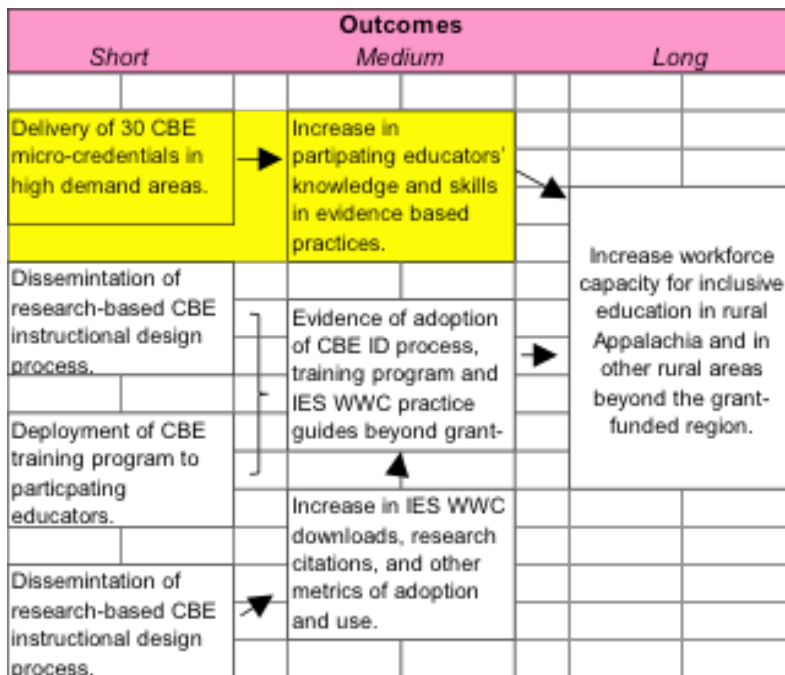 Outcomes
Short Medium Long
Delivery of 30 CBE
micro-credentials in
high demand areas.
Increase in
partipating educators'
knowledge and skills
in evidence based
practices.
Dissemintation of
research-based CBE
instructional design
process.
Deployment of CBE
training program to
particpating
educators.
Dissemintation of
research-based CBE
instructional design
process.
Evidence of adoption
of CBE ID process,
training program and
IES WWC practice
guides beyond grant-
Increase in IES WWC
downloads, research
citations, and other
metrics of adoption
and use.
Increase workforce
capacity for inclusive
education in rural
Appalachia and in
other rural areas
beyond the grant-
funded region.